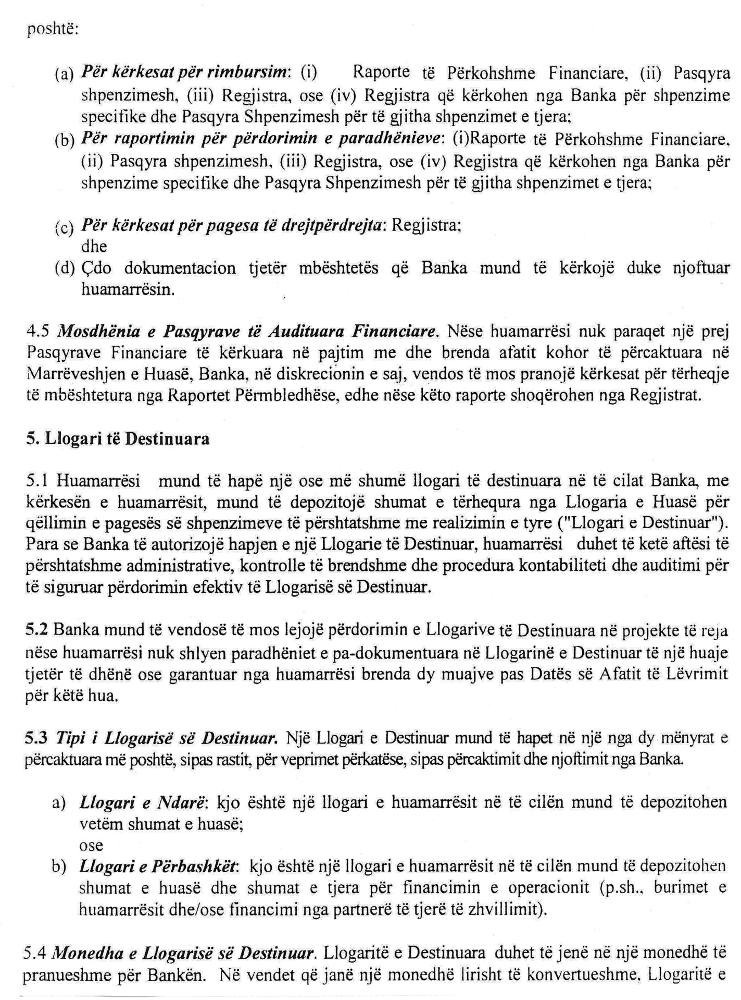 poshtë:
(a) Për kërkesat për rimbursim: (i) Raporte të Përkohshme Financiare, (ii) Pasqyra
shpenzimesh, (iii) Regjistra, ose (iv) Regjistra që kërkohen nga Banka për shpenzime
specifike dhe Pasqyra Shpenzimesh për të gjitha shpenzimet e tjera;
(b) Për raportimin për përdorimin e paradhënieve: (i)Raporte të Përkohshme Financiare,
(ii) Pasqyra shpenzimesh, (iii) Regjistra, ose (iv) Regjistra që kërkohen nga Banka për
shpenzime specifike dhe Pasqyra Shpenzimesh për të gjitha shpenzimet e tjera;
(c) Për kërkesat për pagesa të drejtpërdrejta: Regjistra;
dhe
(d) Çdo dokumentacion tjetër mbështetës që Banka mund të kërkojë duke njoftuar
huamarrësin.
4.5 Mosdhënia e Pasqyrave të Audituara Financiare. Nëse huamarrësi nuk paraqet një prej
Pasqyrave Financiare të kërkuara në pajtim me dhe brenda afatit kohor të përcaktuara në
Marrëveshjen e Huasë, Banka, në diskrecionin e saj, vendos të mos pranojë kërkesat për tërheqje
të mbështetura nga Raportet Përmbledhëse, edhe nëse këto raporte shoqërohen nga Regjistrat.
5. Llogari të Destinuara
5.1 Huamarrësi mund të hapë një ose më shumë llogari të destinuara në të cilat Banka, me
kërkesën e huamarrësit, mund të depozitojë shumat e tërhequra nga Llogaria e Huasë për
qëllimin e pagesës së shpenzimeve të përshtatshme me realizimin e tyre ("Llogari e Destinuar").
Para se Banka të autorizojë hapjen e një Llogarie të Destinuar, huamarrësi duhet të ketë aftësi të
përshtatshme administrative, kontrolle të brendshme dhe procedura kontabiliteti dhe auditimi për
të siguruar përdorimin efektiv të Llogarisë së Destinuar.
5.2 Banka mund të vendosë të mos lejojë përdorimin e Llogarive të Destinuara në projekte të reja
nëse huamarrësi nuk shlyen paradhëniet e pa-dokumentuara në Llogarinë e Destinuar të një huaje
tjetër të dhënë ose garantuar nga huamarrësi brenda dy muajve pas Datës së Afatit të Lëvrimit
për këtë hua.
5.3 Tipi i Llogarisë së Destinuar. Një Llogari e Destinuar mund të hapet në një nga dy mënyrat e
përcaktuara më poshtë, sipas rastit, për veprimet përkatëse, sipas përcaktimit dhe njoftimit nga Banka.
a) Llogari e Ndarë: kjo është një llogari e huamarrësit në të cilën mund të depozitohen
vetëm shumat e huasë;
ose
b) Llogari e Përbashkët: kjo është një llogari e huamarrësit në të cilën mund të depozitohen
shumat e huasë dhe shumat e tjera për financimin e operacionit (p.sh., burimet e
huamarrësit dhe/ose financimi nga partnerë të tjerë të zhvillimit).
5.4 Monedha e Llogarisë së Destinuar. Llogaritë e Destinuara duhet të jenë në një monedhë të
pranueshme për Bankën. Në vendet që janë një monedhë lirisht të konvertueshme, Llogaritë e